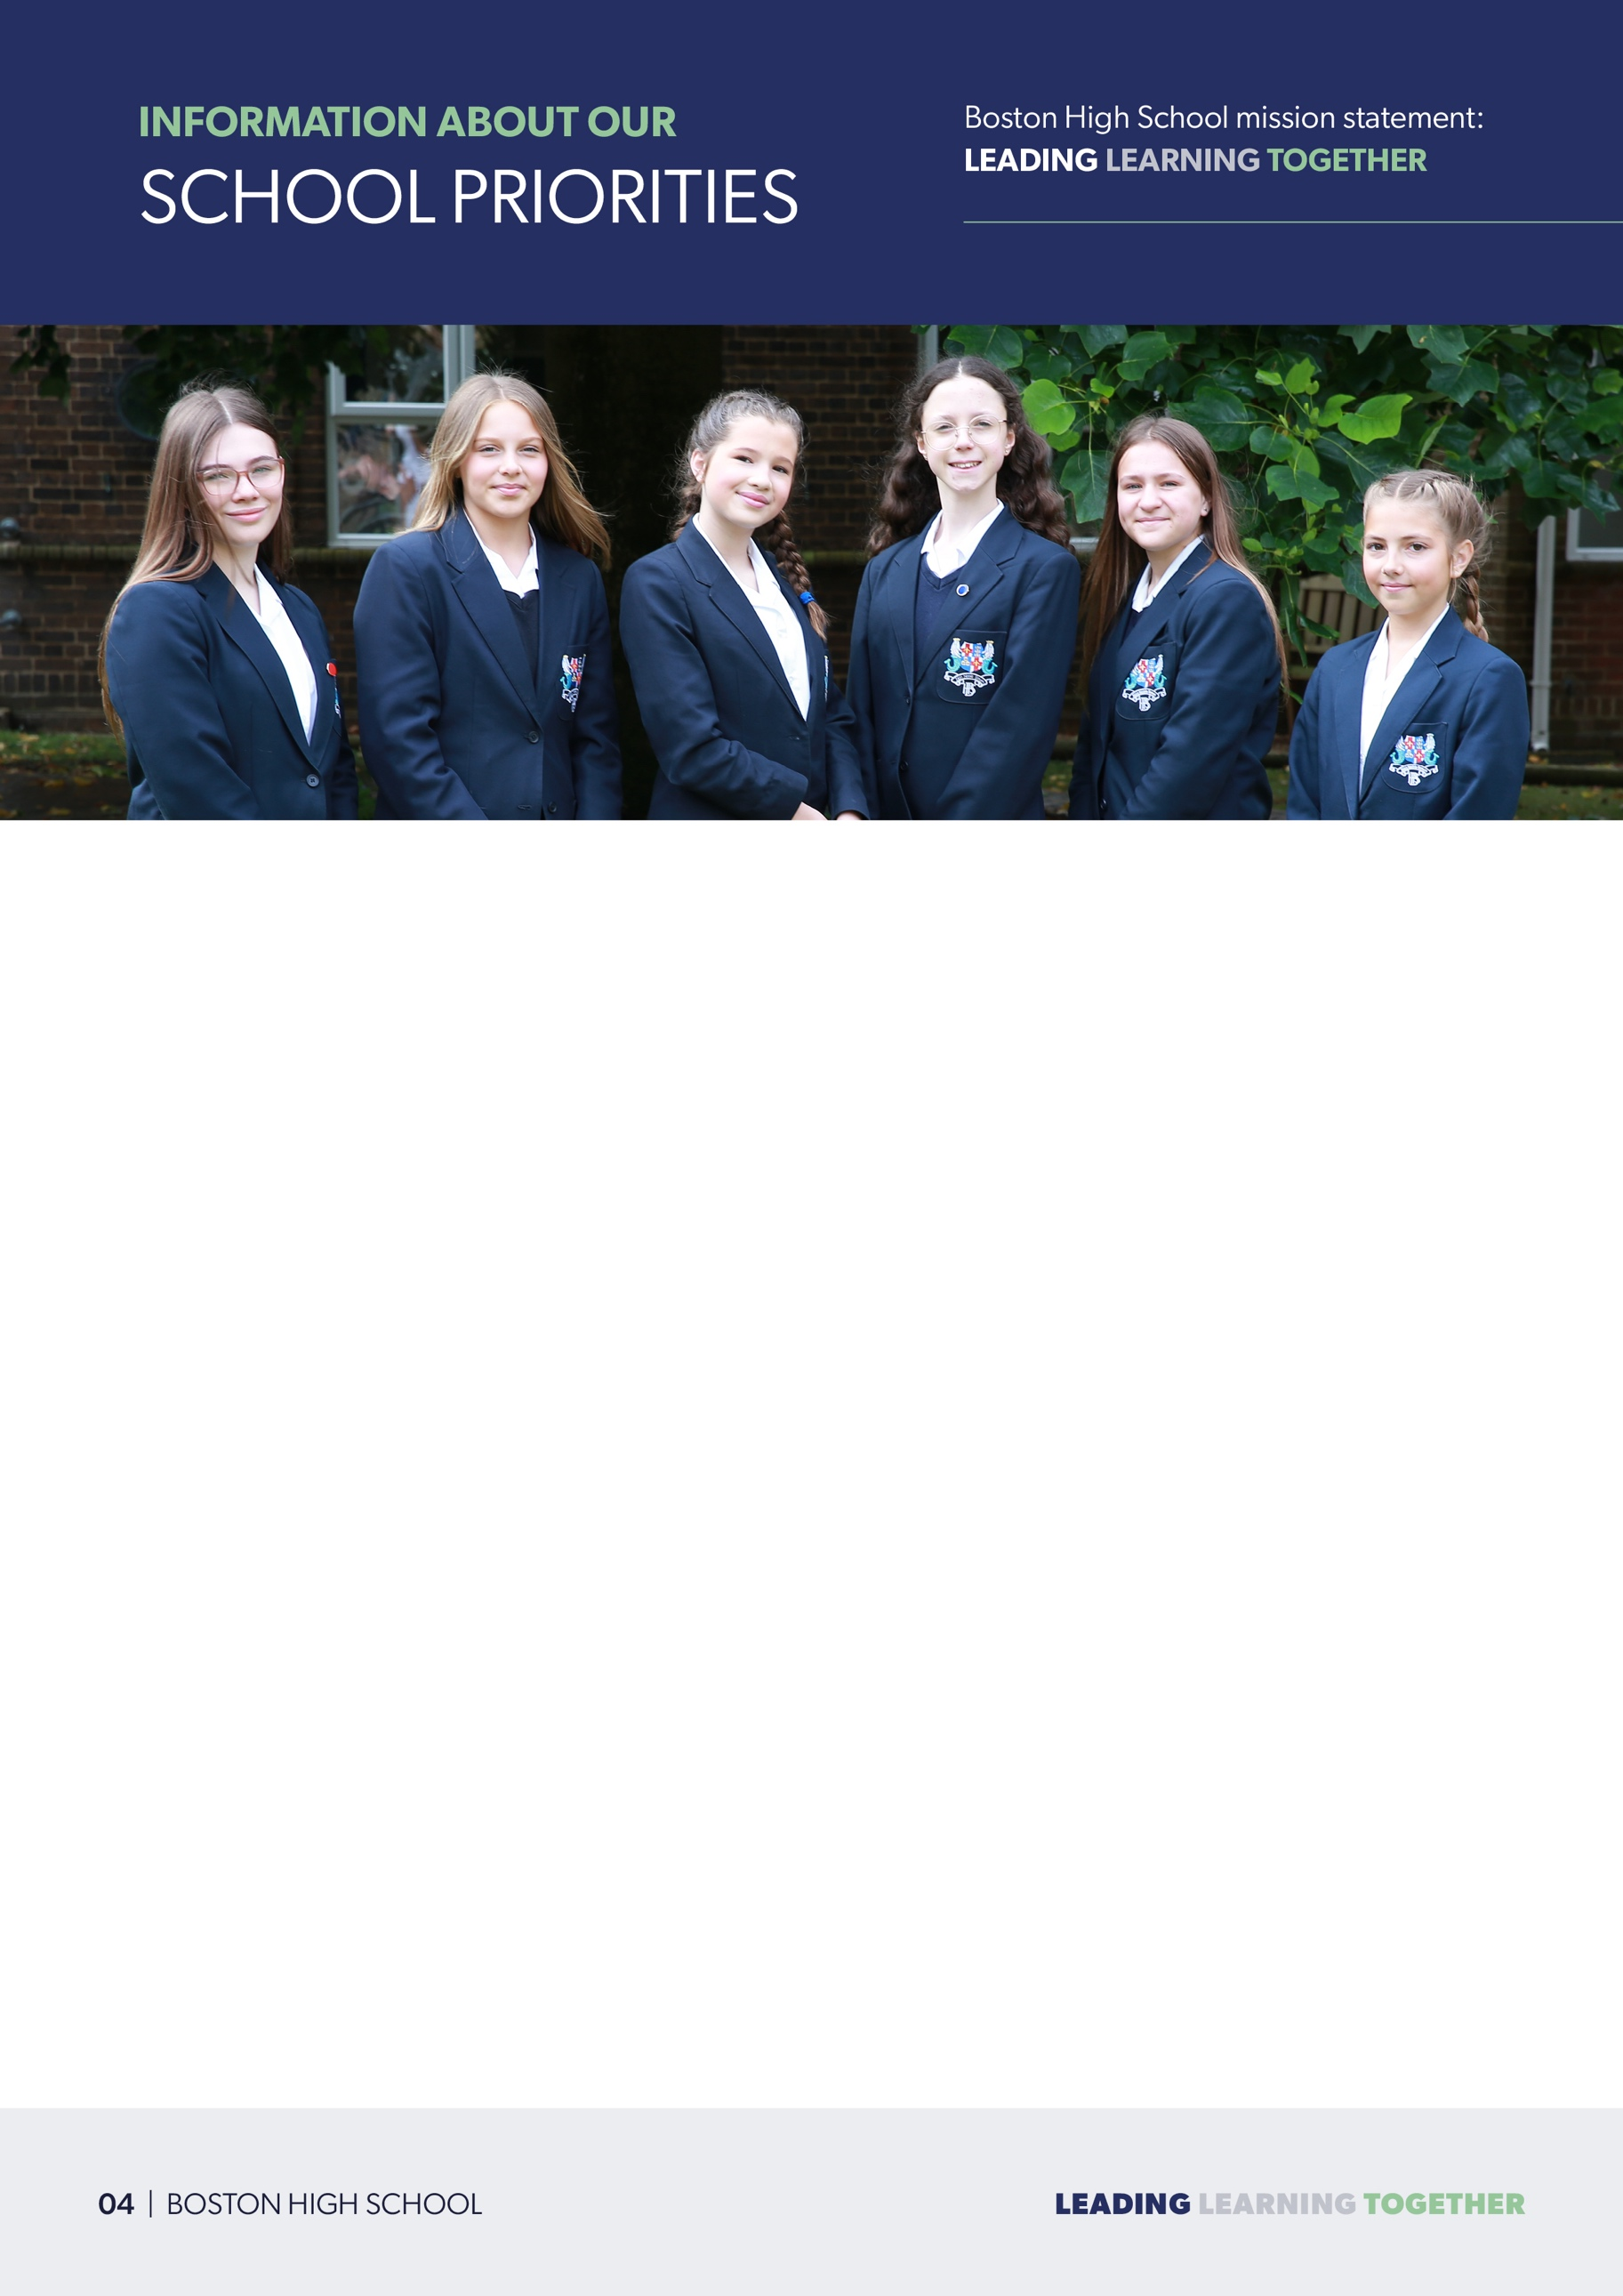 INFORMATION ABOUT OUR
SCHOOL PRIORITIES
Boston High School mission statement:
LEADING LEARNING TOGETHER
04 | BOSTON HIGH SCHOOL
LEADING LEARNING TOGETHER